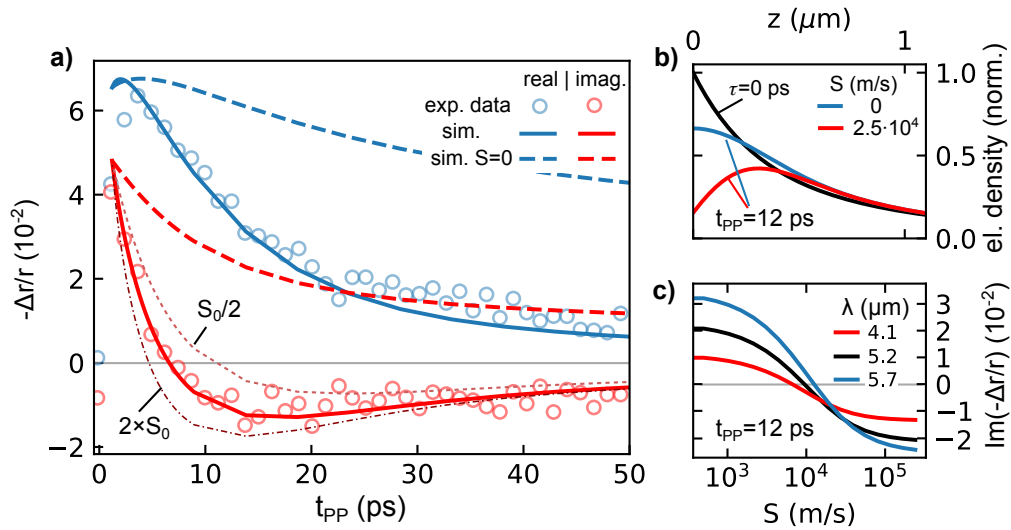 a)
6
4
2
0
−2
-Δr/r (10⁻²)
0
10
20
30
40
50
t_PP (ps)
real | imag.
exp. data
sim.
sim. S=0
S₀/2
2×S₀
z (μm)
0
1
b)
τ=0 ps
S (m/s)
0
2.5·10⁴
t_PP=12 ps
1.0
0.5
0.0
el. density (norm.)
c)
λ (μm)
4.1
5.2
5.7
t_PP=12 ps
3
2
1
0
−1
−2
Im(-Δr/r) (10⁻²)
10³
10⁴
10⁵
S (m/s)